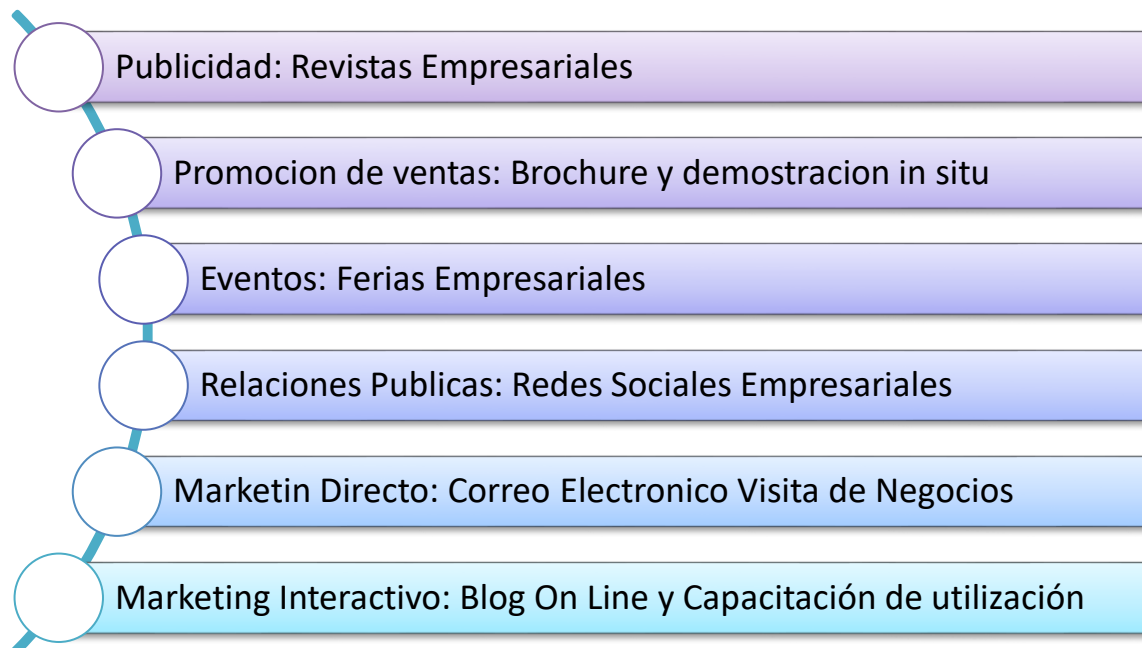 Publicidad: Revistas Empresariales
Promocion de ventas: Brochure y demostracion in situ
Eventos: Ferias Empresariales
Relaciones Publicas: Redes Sociales Empresariales
Marketin Directo: Correo Electronico Visita de Negocios
Marketing Interactivo: Blog On Line y Capacitación de utilización